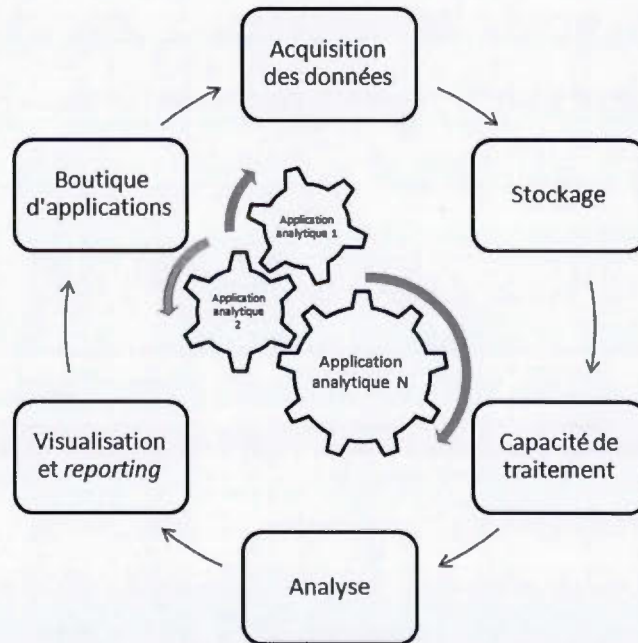 Acquisition
des données
Stockage
Capacité de
traitement
Analyse
Visualisation
et reporting
Boutique
d'applications
Application
analytique 1
Application
analytique
2
Application
analytique N